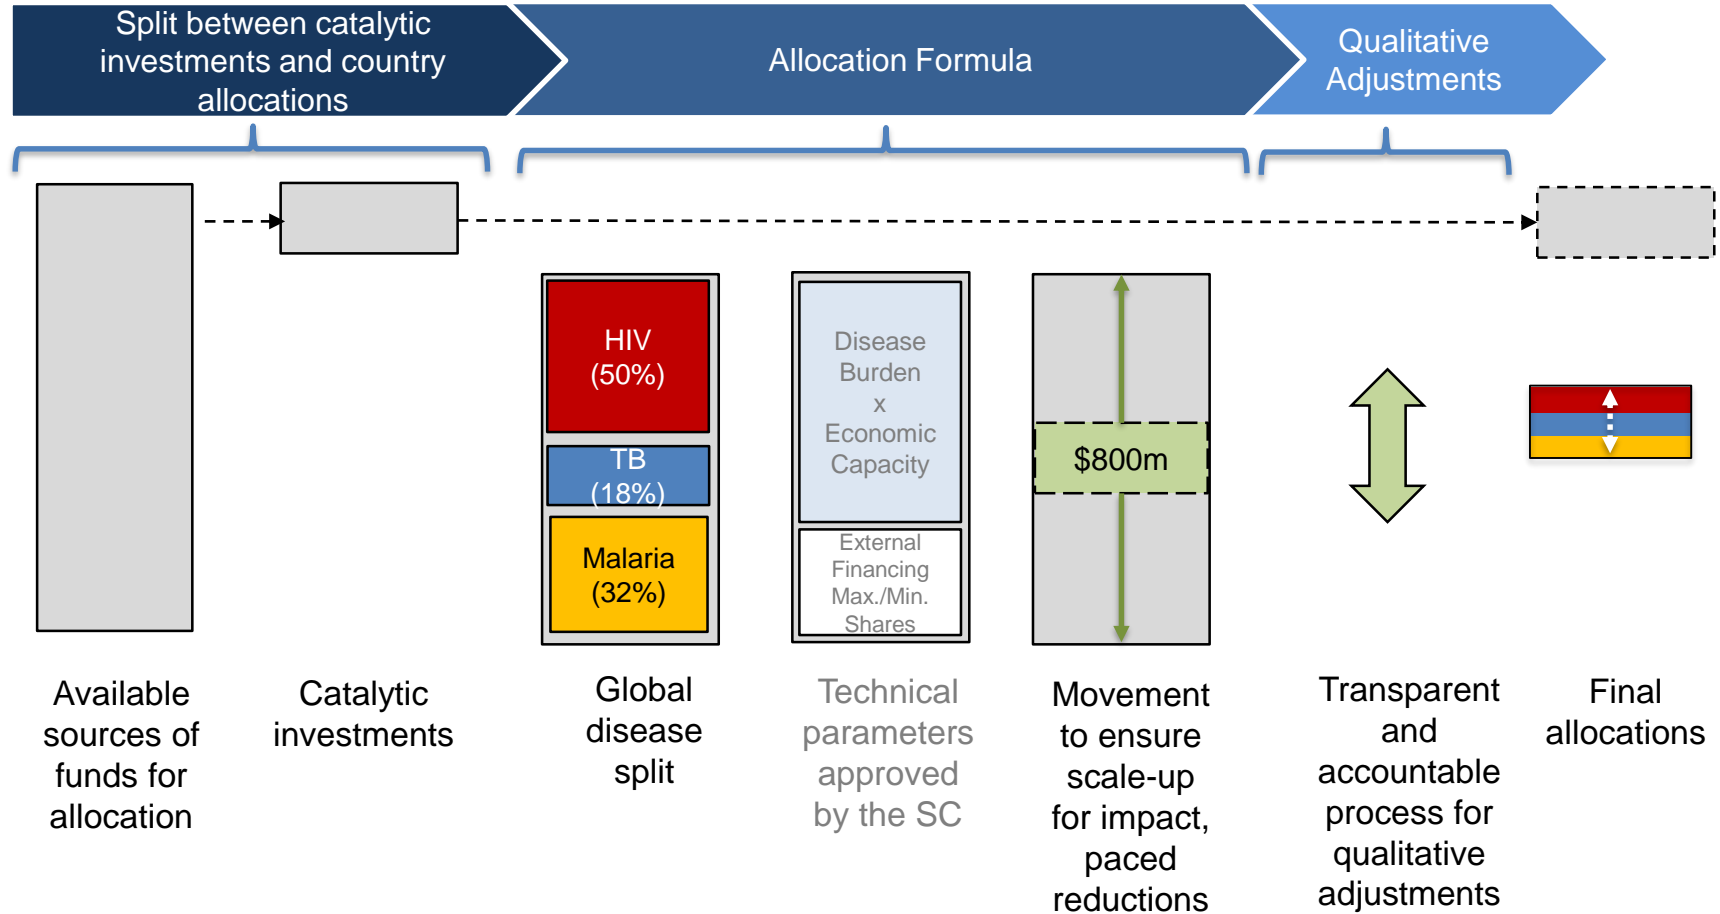 Split between catalytic
investments and country
allocations
Allocation Formula
Qualitative
Adjustments
HIV
(50%)
TB
(18%)
Malaria
(32%)
Disease
Burden
x
Economic
Capacity
External
Financing
Max./Min.
Shares
$800m
Available
sources of
funds for
allocation
Catalytic
investments
Global
disease
split
Technical
parameters
approved
by the SC
Movement
to ensure
scale-up
for impact,
paced
reductions
Transparent
and
accountable
process for
qualitative
adjustments
Final
allocations